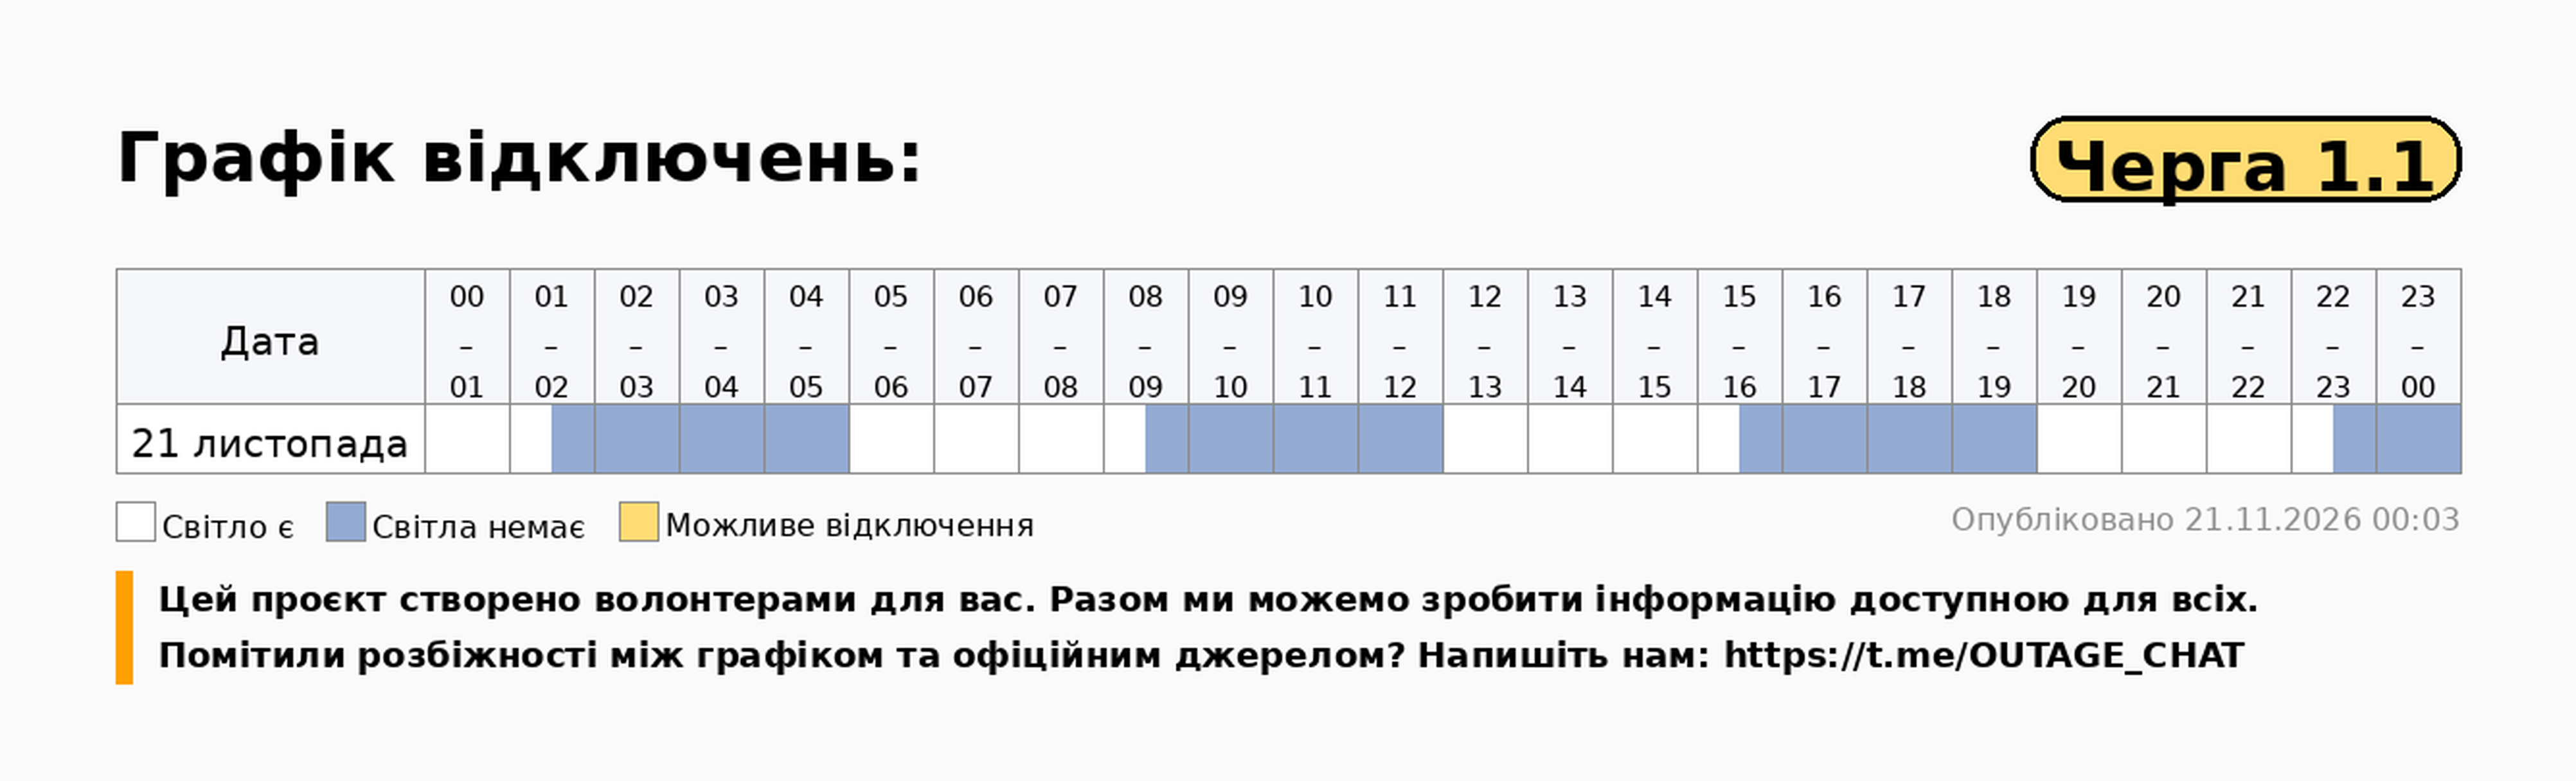 Графік відключень:
Черга 1.1
Дата
00 – 01
01 – 02
02 – 03
03 – 04
04 – 05
05 – 06
06 – 07
07 – 08
08 – 09
09 – 10
10 – 11
11 – 12
12 – 13
13 – 14
14 – 15
15 – 16
16 – 17
17 – 18
18 – 19
19 – 20
20 – 21
21 – 22
22 – 23
23 – 00
21 листопада
Світло є
Світла немає
Можливе відключення
Опубліковано 21.11.2026 00:03
Цей проєкт створено волонтерами для вас. Разом ми можемо зробити інформацію доступною для всіх.
Помітили розбіжності між графіком та офіційним джерелом? Напишіть нам: https://t.me/OUTAGE_CHAT